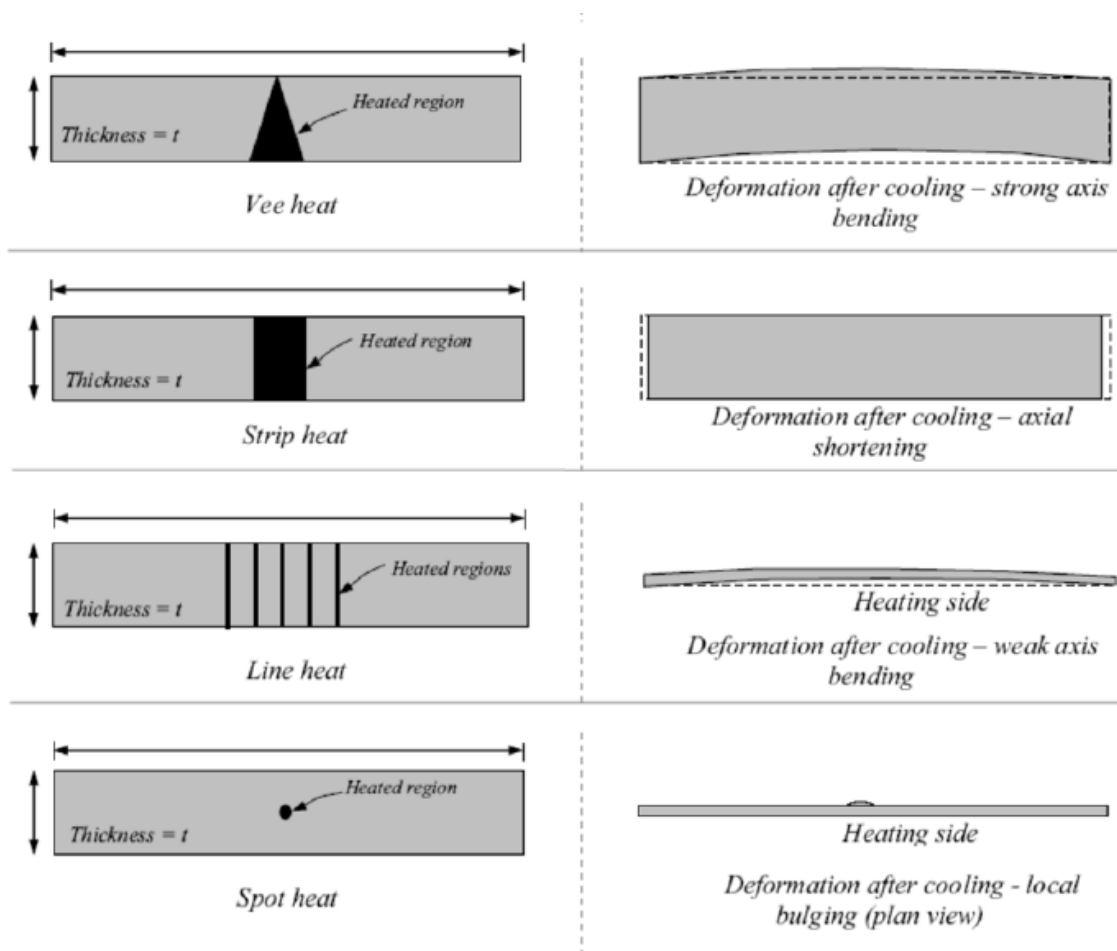 Heated region
Thickness = t
Vee heat
Deformation after cooling – strong axis
bending
Heated region
Thickness = t
Strip heat
Deformation after cooling – axial
shortening
Heated regions
Thickness = t
Line heat
Heating side
Deformation after cooling – weak axis
bending
Heated region
Thickness = t
Spot heat
Heating side
Deformation after cooling - local
bulging (plan view)